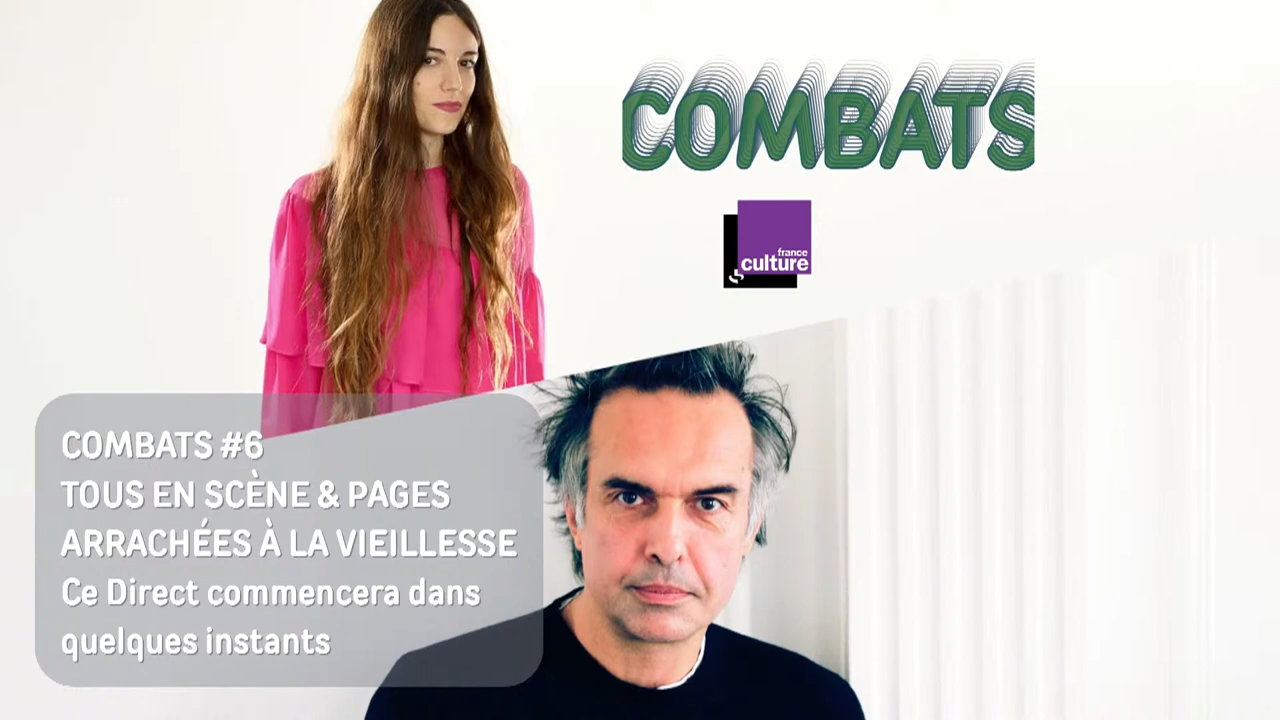 COMBATS
france
culture
COMBATS #6
TOUS EN SCÈNE & PAGES
ARRACHÉES À LA VIEILLESSE
Ce Direct commencera dans
quelques instants